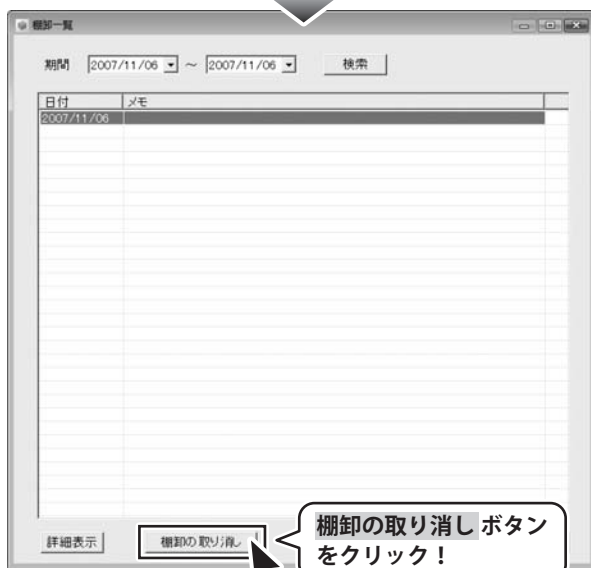 棚卸一覧
期間 2007/11/06 ～ 2007/11/06 検索
日付 メモ
2007/11/06
詳細表示 棚卸の取り消し
棚卸の取り消し ボタン
をクリック！